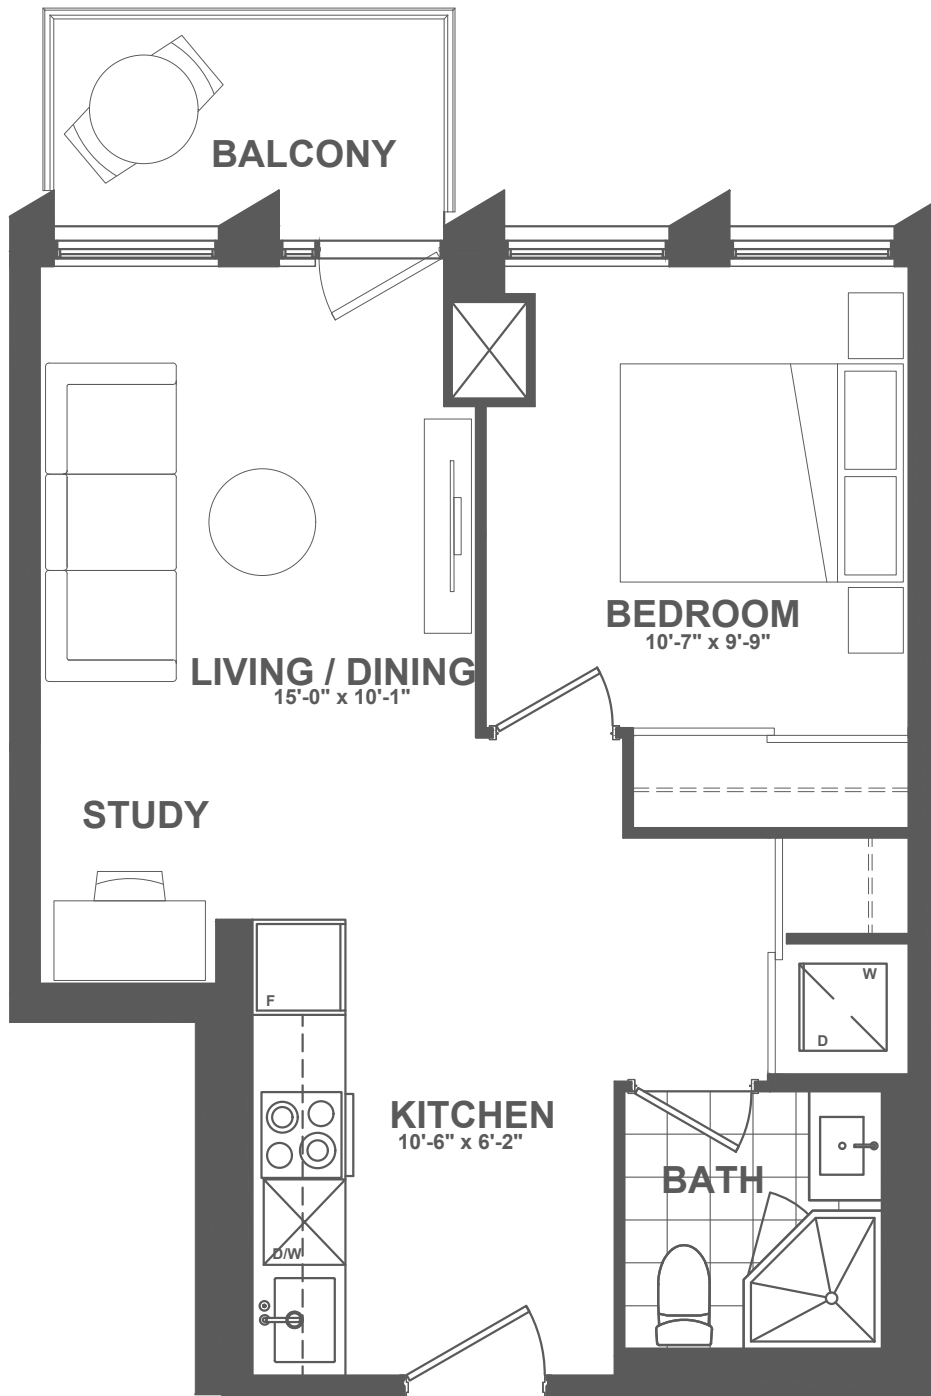 BALCONY
BEDROOM
10'-7" x 9'-9"
LIVING / DINING
15'-0" x 10'-1"
STUDY
F
W
D
KITCHEN
10'-6" x 6'-2"
BATH
D/W